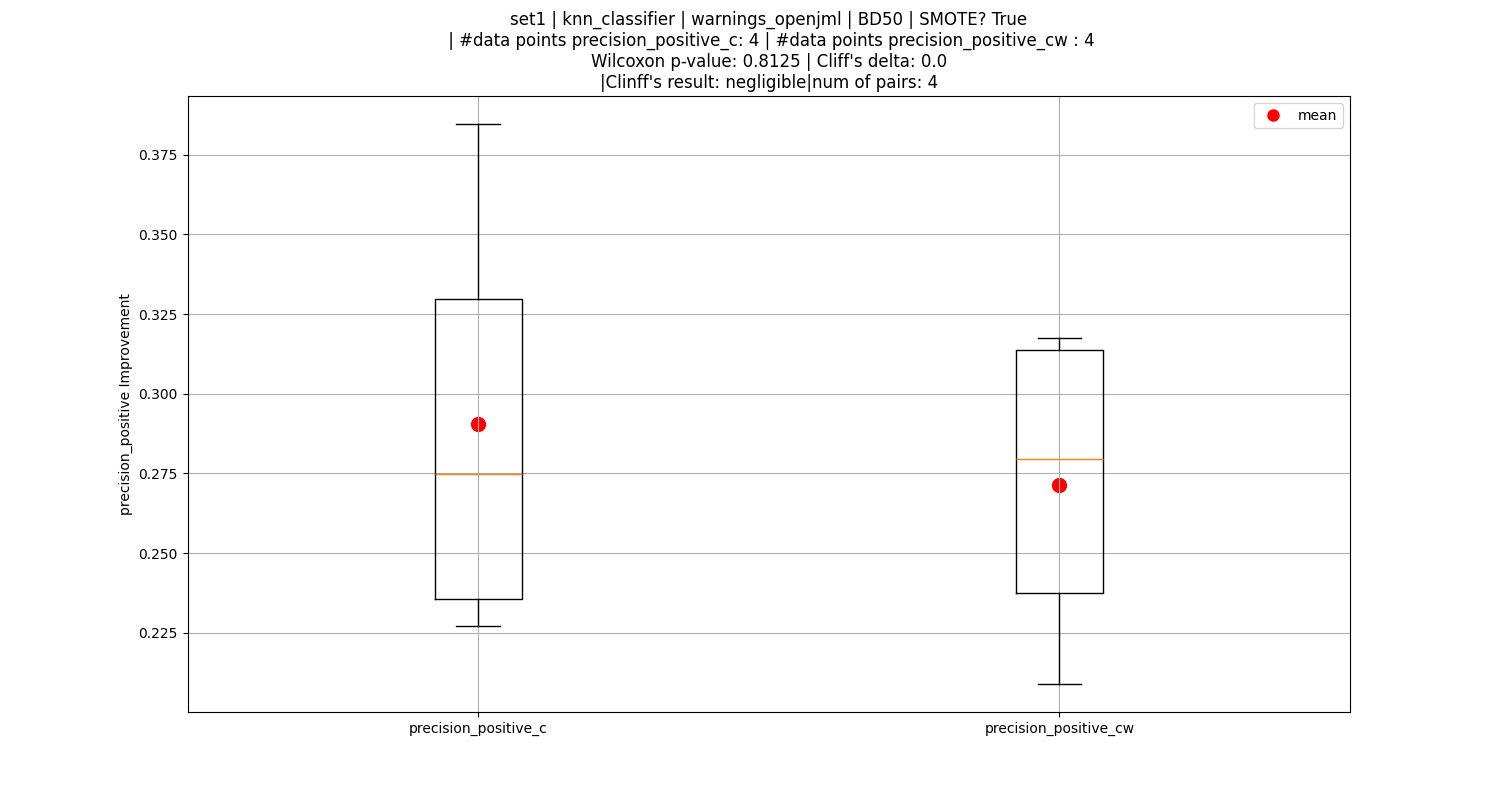 set1 | knn_classifier | warnings_openjml | BD50 | SMOTE? True
| #data points precision_positive_c: 4 | #data points precision_positive_cw : 4
Wilcoxon p-value: 0.8125 | Cliff's delta: 0.0
|Clinff's result: negligible|num of pairs: 4
mean
0.375
0.350
0.325
0.300
0.275
0.250
0.225
precision_positive Improvement
precision_positive_c
precision_positive_cw